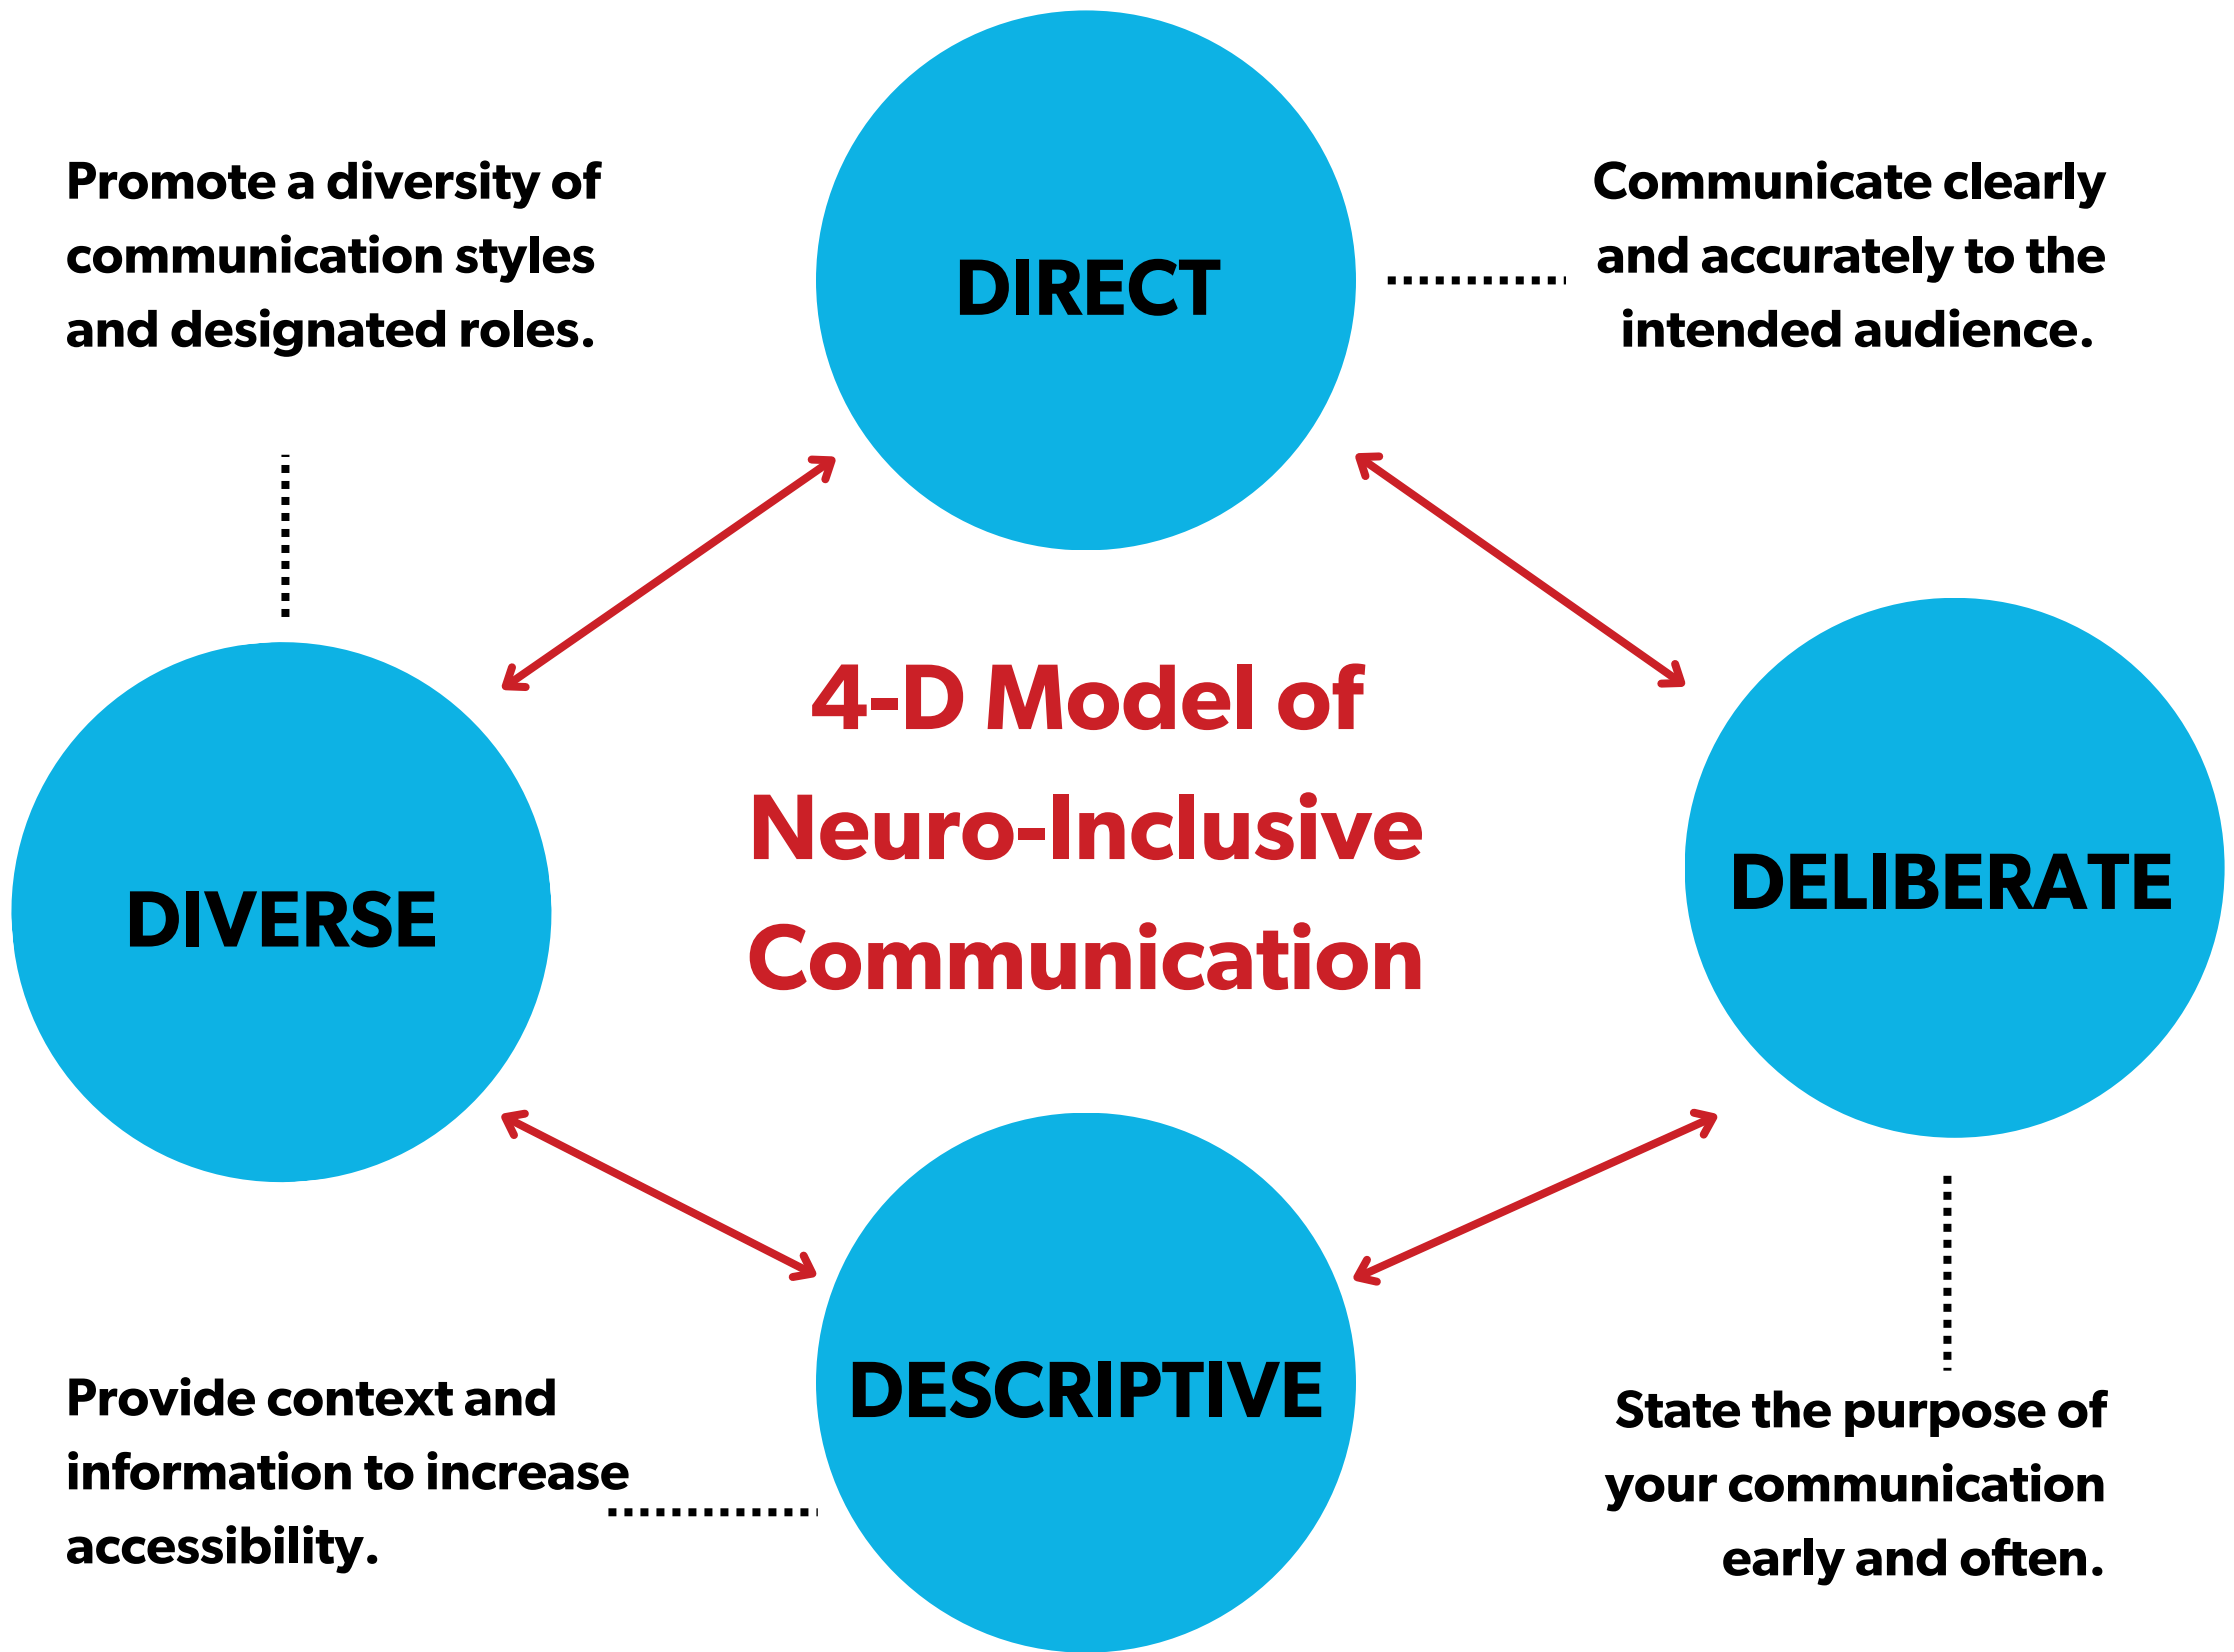 DIRECT
Communicate clearly
and accurately to the
intended audience.
Promote a diversity of
communication styles
and designated roles.
4-D Model of
Neuro-Inclusive
Communication
DIVERSE
DELIBERATE
DESCRIPTIVE
Provide context and
information to increase
accessibility.
State the purpose of
your communication
early and often.